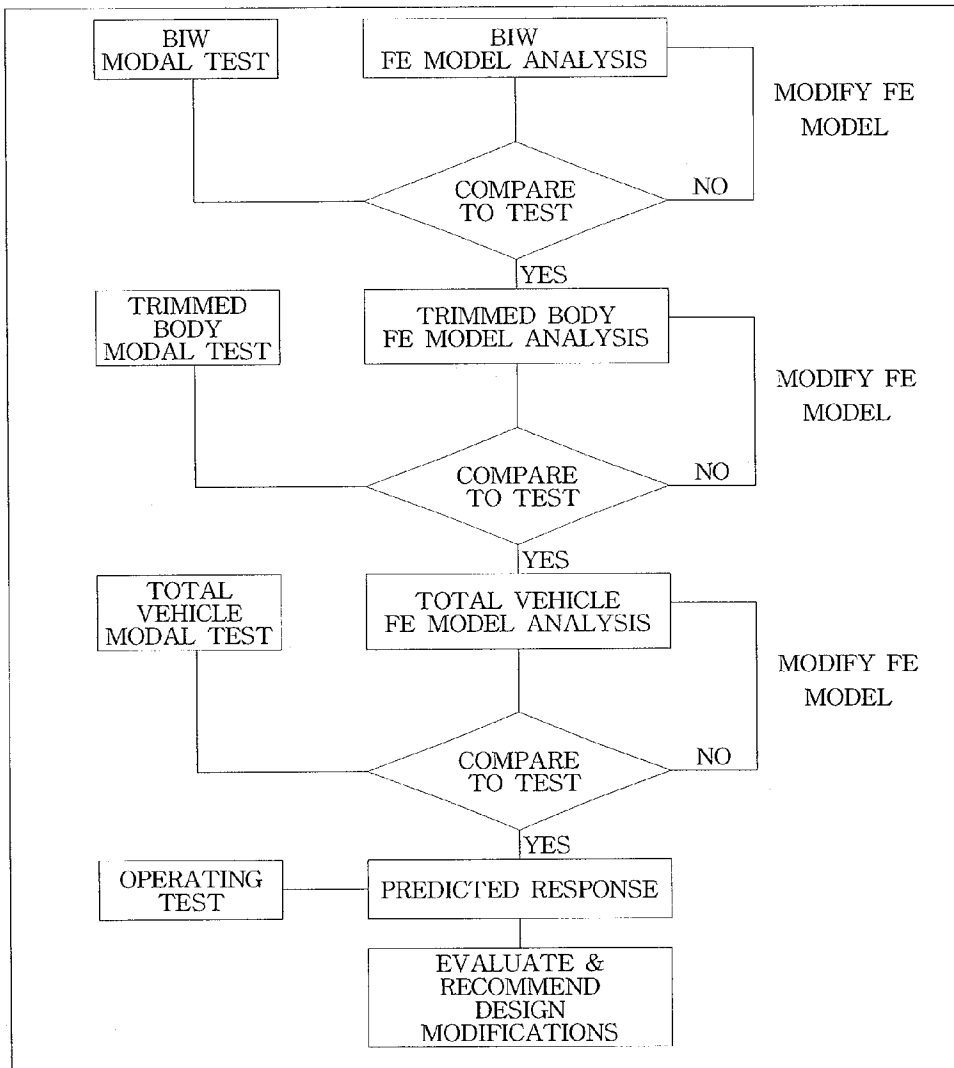 BIW
MODAL TEST
BIW
FE MODEL ANALYSIS
MODIFY FE
MODEL
COMPARE
TO TEST
NO
YES
TRIMMED
BODY
MODAL TEST
TRIMMED BODY
FE MODEL ANALYSIS
MODIFY FE
MODEL
COMPARE
TO TEST
NO
YES
TOTAL
VEHICLE
MODAL TEST
TOTAL VEHICLE
FE MODEL ANALYSIS
MODIFY FE
MODEL
COMPARE
TO TEST
NO
YES
OPERATING
TEST
PREDICTED RESPONSE
EVALUATE &
RECOMMEND
DESIGN
MODIFICATIONS